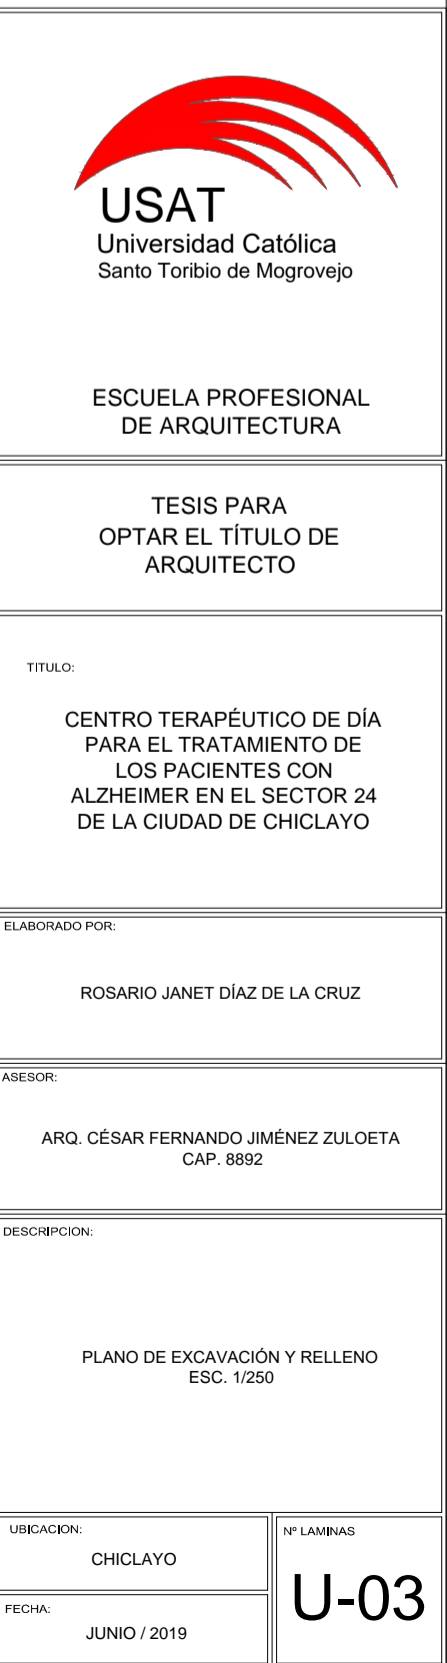 USAT
Universidad Católica
Santo Toribio de Mogrovejo
ESCUELA PROFESIONAL
DE ARQUITECTURA
TESIS PARA
OPTAR EL TÍTULO DE
ARQUITECTO
TITULO:
CENTRO TERAPÉUTICO DE DÍA
PARA EL TRATAMIENTO DE
LOS PACIENTES CON
ALZHEIMER EN EL SECTOR 24
DE LA CIUDAD DE CHICLAYO
ELABORADO POR:
ROSARIO JANET DÍAZ DE LA CRUZ
ASESOR:
ARQ. CÉSAR FERNANDO JIMÉNEZ ZULOETA
CAP. 8892
DESCRIPCION:
PLANO DE EXCAVACIÓN Y RELLENO
ESC. 1/250
UBICACION:
CHICLAYO
FECHA:
JUNIO / 2019
Nº LAMINAS
U-03